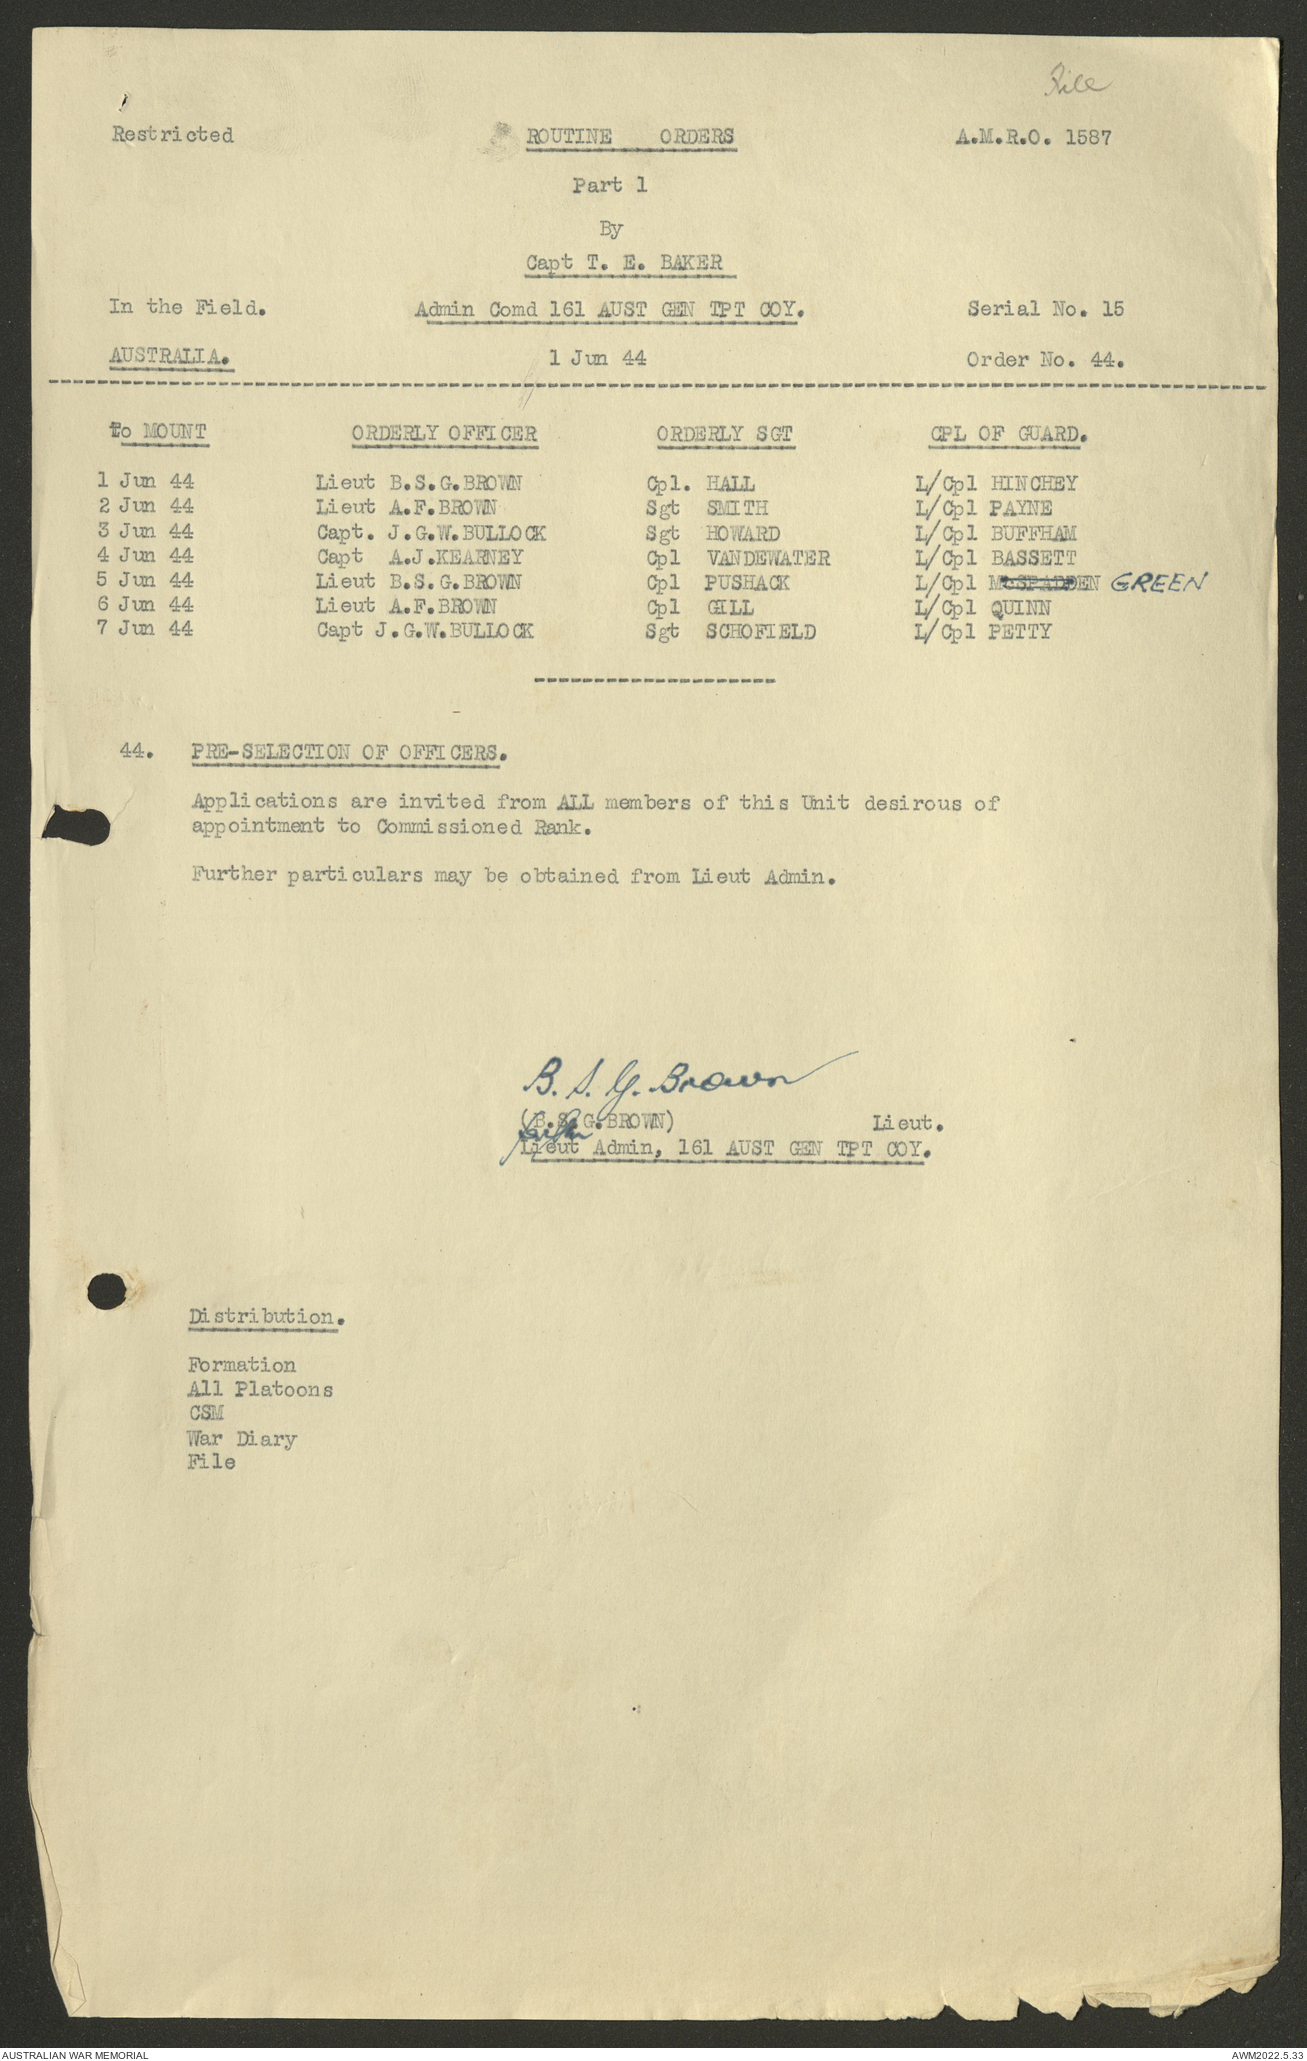 File
Restricted ROUTINE ORDERS A.M.R.O. 1587
Part 1
By
Capt T. E. BAKER
In the Field. Admin Comd 161 AUST GEN TPT COY. Serial No. 15
AUSTRALIA. 1 Jun 44 Order No. 44.
to MOUNT ORDERLY OFFICER ORDERLY SGT CPL OF GUARD.
1 Jun 44 Lieut B.S.G.BROWN Cpl. HALL L/Cpl HINCHEY
2 Jun 44 Lieut A.F.BROWN Sgt SMITH L/Cpl PAYNE
3 Jun 44 Capt. J.G.W.BULLOCK Sgt HOWARD L/Cpl BUFFHAM
4 Jun 44 Capt A.J.KEARNEY Cpl VANDEWATER L/Cpl BASSETT
5 Jun 44 Lieut B.S.G.BROWN Cpl PUSHACK L/Cpl McSPADDEN GREEN
6 Jun 44 Lieut A.F.BROWN Cpl GILL L/Cpl QUINN
7 Jun 44 Capt J.G.W.BULLOCK Sgt SCHOFIELD L/Cpl PETTY
44. PRE-SELECTION OF OFFICERS.
Applications are invited from ALL members of this Unit desirous of
appointment to Commissioned Rank.
Further particulars may be obtained from Lieut Admin.
B. S. G. Brown
(B.S.G.BROWN) Lieut.
Lieut Admin, 161 AUST GEN TPT COY.
Distribution.
Formation
All Platoons
CSM
War Diary
File
AUSTRALIAN WAR MEMORIAL AWM2022.5.33